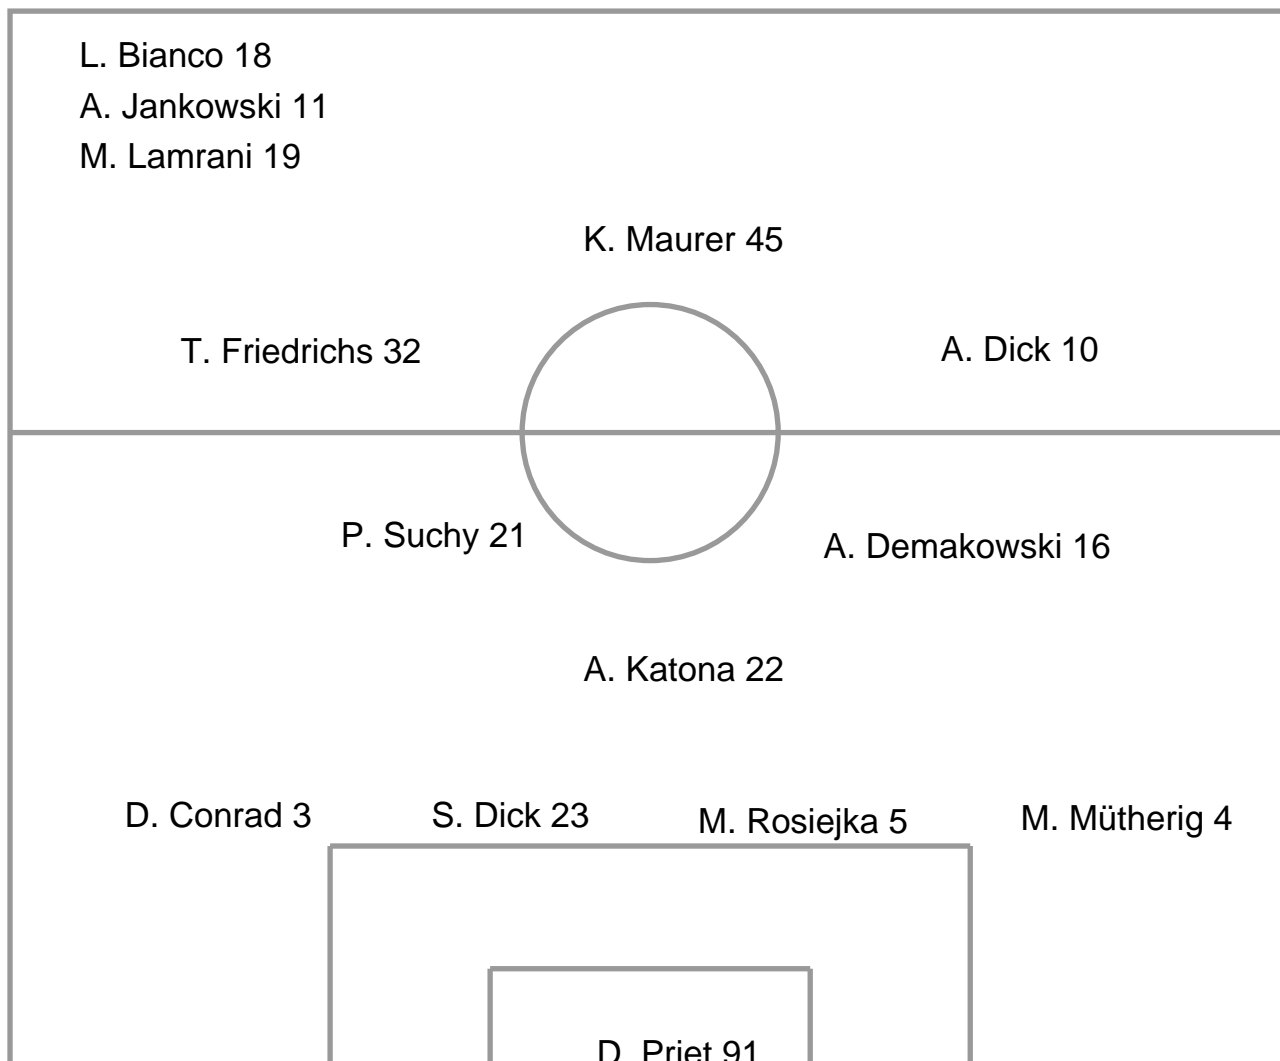 L. Bianco 18
A. Jankowski 11
M. Lamrani 19
K. Maurer 45
T. Friedrichs 32
A. Dick 10
P. Suchy 21
A. Demakowski 16
A. Katona 22
D. Conrad 3
S. Dick 23
M. Rosiejka 5
M. Mütherig 4
D. Priet 91